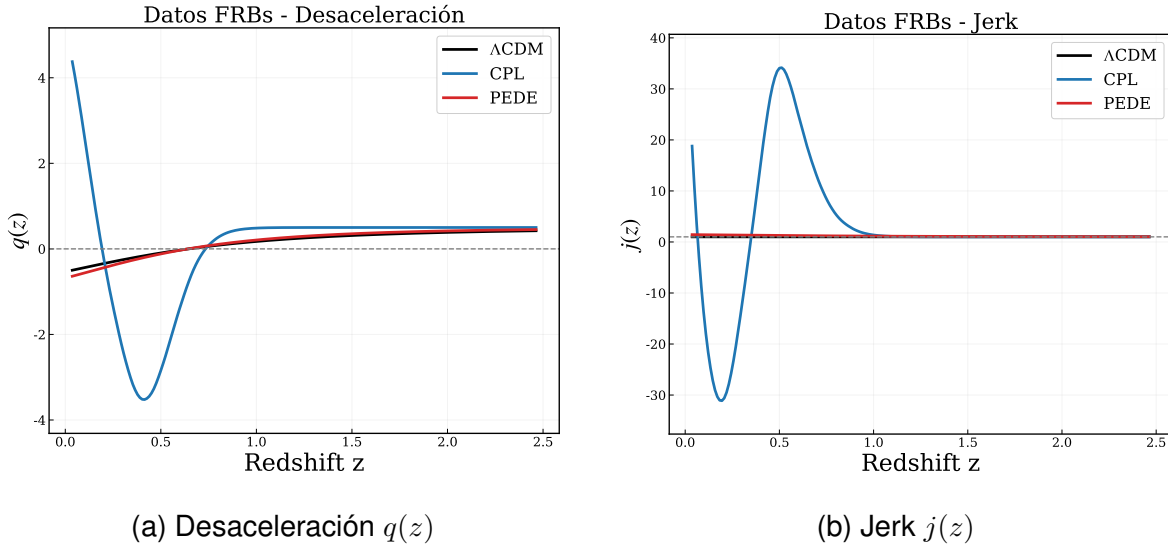 Datos FRBs - Desaceleración
ΛCDM
CPL
PEDE
4
2
0
-2
-4
q(z)
0.0 0.5 1.0 1.5 2.0 2.5
Redshift z
(a) Desaceleración q(z)
Datos FRBs - Jerk
ΛCDM
CPL
PEDE
40
30
20
10
0
-10
-20
-30
j(z)
0.0 0.5 1.0 1.5 2.0 2.5
Redshift z
(b) Jerk j(z)